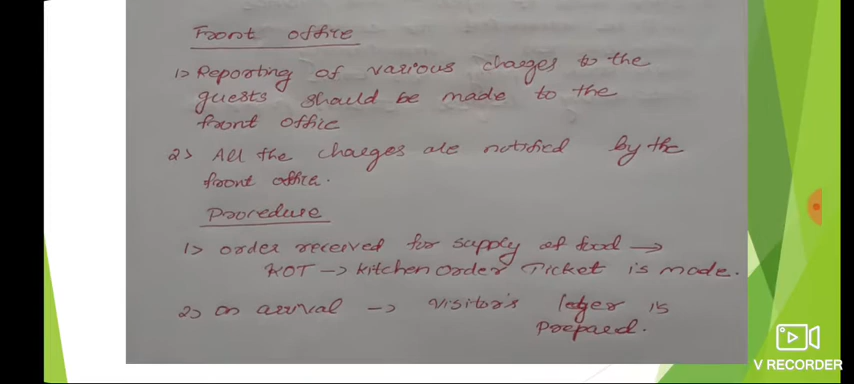 Front office
1> Reporting of various charges to the
guests should be made to the
front office
2> All the charges are notified by the
front office.
Procedure
1> order received for supply of food →
KOT → kitchen order Ticket is made.
2> on arrival → visitor's ledger is
prepared.
V RECORDER